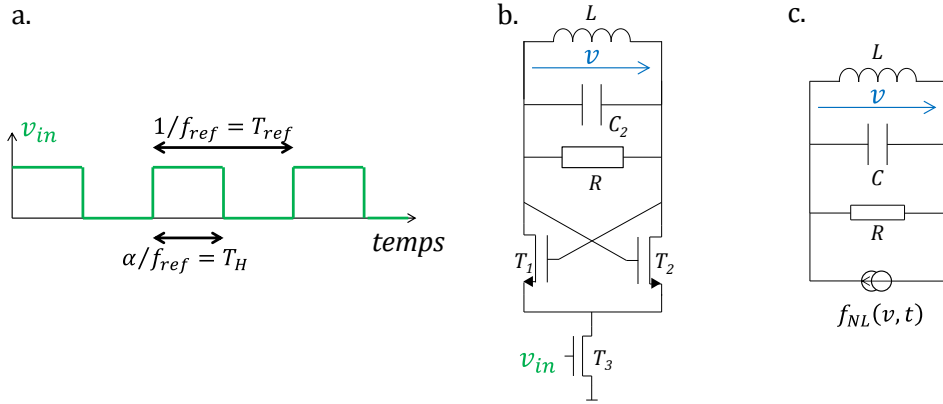 a.
v_in
1/f_ref = T_ref
temps
α/f_ref = T_H
b.
L
v
C_2
R
T_1
T_2
v_in
T_3
c.
L
v
C
R
f_NL(v, t)